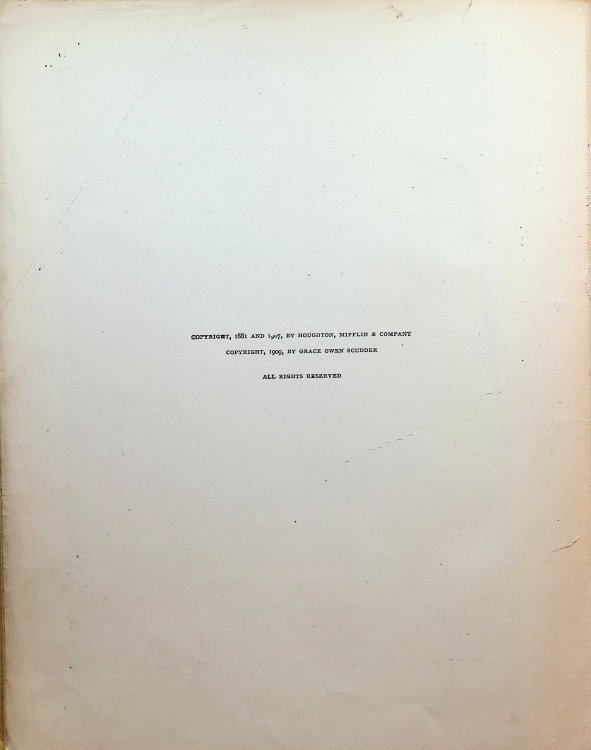 COPYRIGHT, 1881 AND 1907, BY HOUGHTON, MIFFLIN & COMPANY
COPYRIGHT, 1909, BY GRACE OWEN SCUDDER
ALL RIGHTS RESERVED